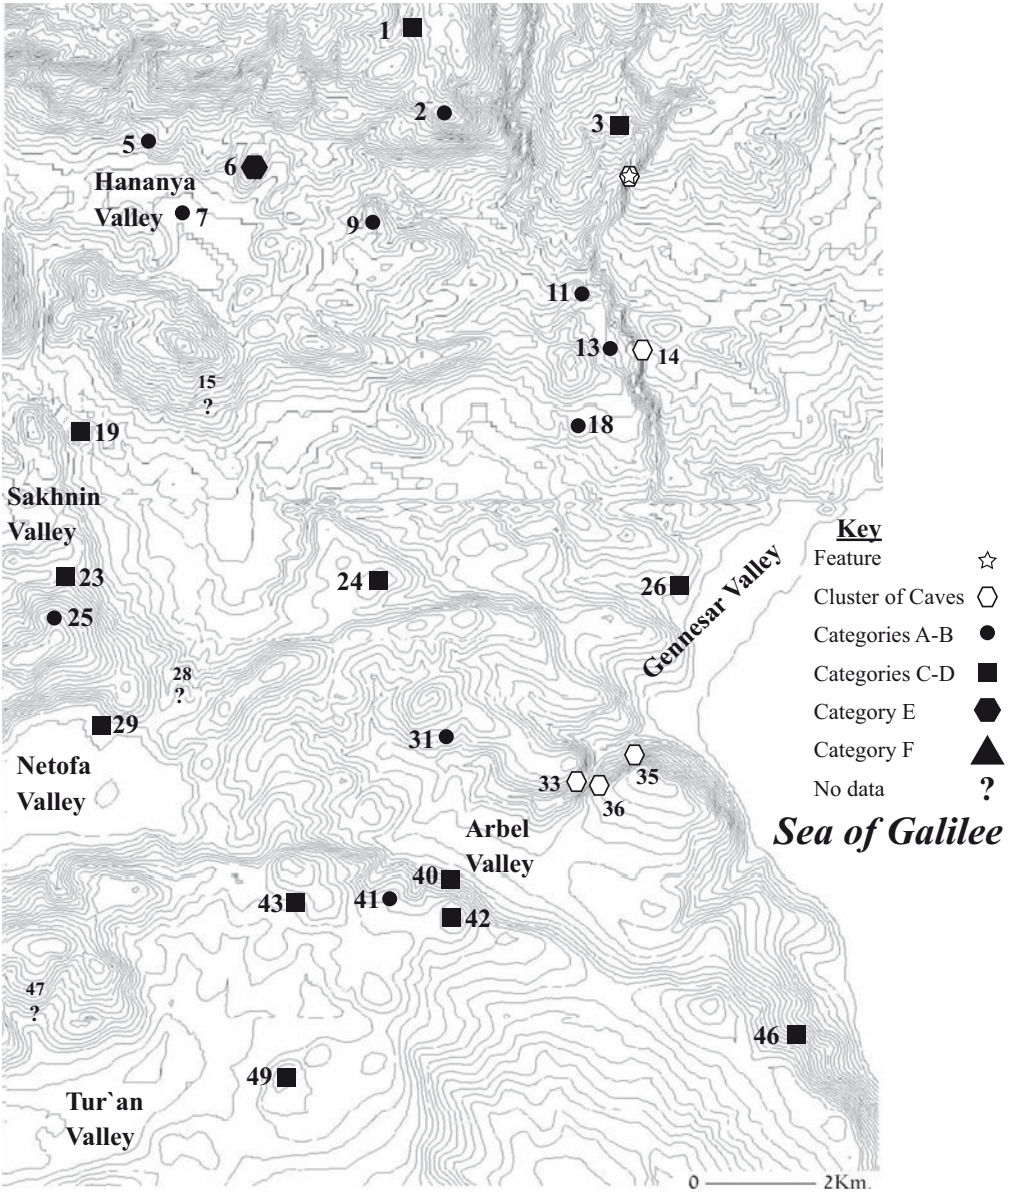 1
2
3
5
6
Hananya
Valley
7
9
11
13
14
15
?
18
19
Sakhnin
Valley
23
24
25
26
Gennesar Valley
28
?
29
31
Netofa
Valley
33
35
36
Arbel
Valley
40
41
42
43
46
47
?
49
Tur`an
Valley
Key
Feature
Cluster of Caves
Categories A-B
Categories C-D
Category E
Category F
No data ?
Sea of Galilee
0 2Km.